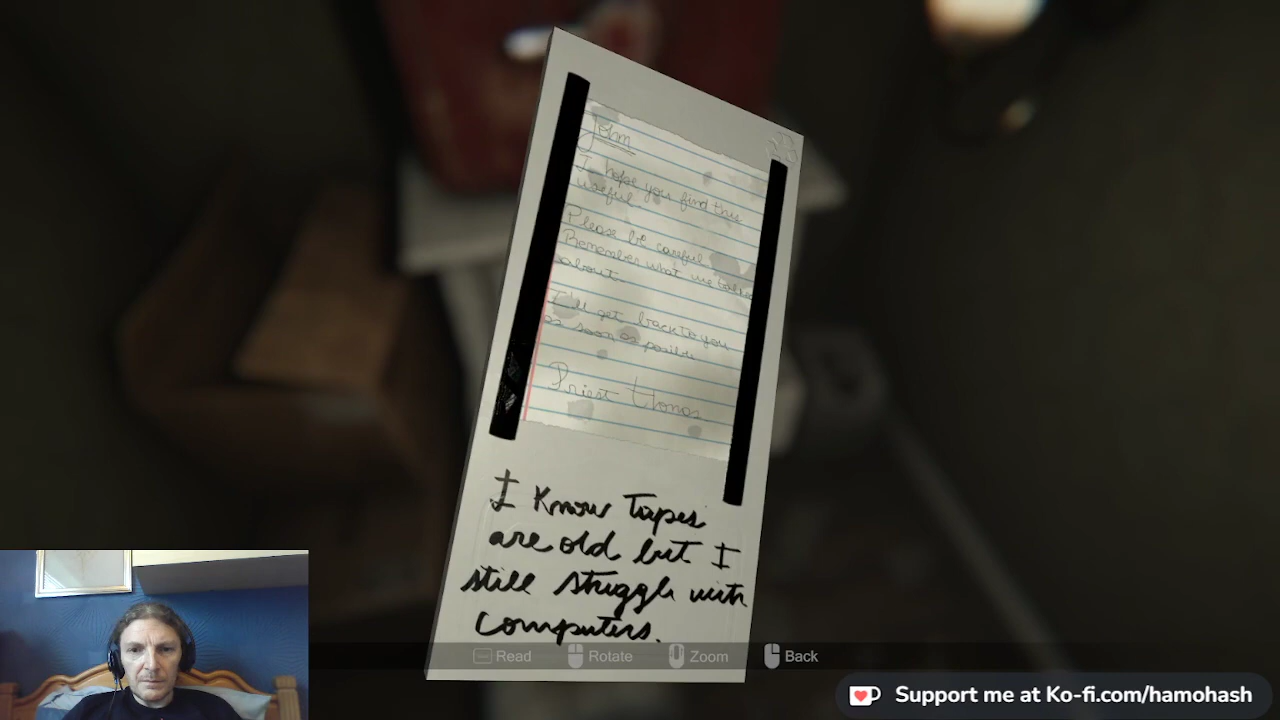 John
I hope you find this
useful.
Please be careful
Remember what we talked
about.
I'll get back to you
as soon as posible
Priest Thomas
I Know Tapes
are old but I
still struggle with
computers.
Read Rotate Zoom Back
Support me at Ko-fi.com/hamohash